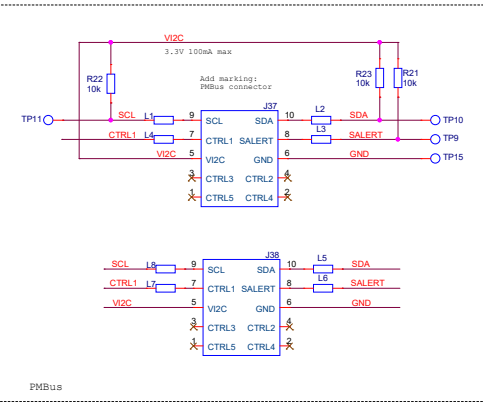 VI2C
3.3V 100mA max
R22
10k
R23
10k
R21
10k
Add marking:
PMBus connector
J37
TP11
SCL
L1
9
SCL
SDA
10
L2
SDA
TP10
CTRL1
L4
7
CTRL1
SALERT
8
L3
SALERT
TP9
VI2C
5
VI2C
GND
6
GND
TP15
3
CTRL3
CTRL2
4
1
CTRL5
CTRL4
2
J38
SCL
L8
9
SCL
SDA
10
L5
SDA
CTRL1
L7
7
CTRL1
SALERT
8
L6
SALERT
VI2C
5
VI2C
GND
6
GND
3
CTRL3
CTRL2
4
1
CTRL5
CTRL4
2
PMBus